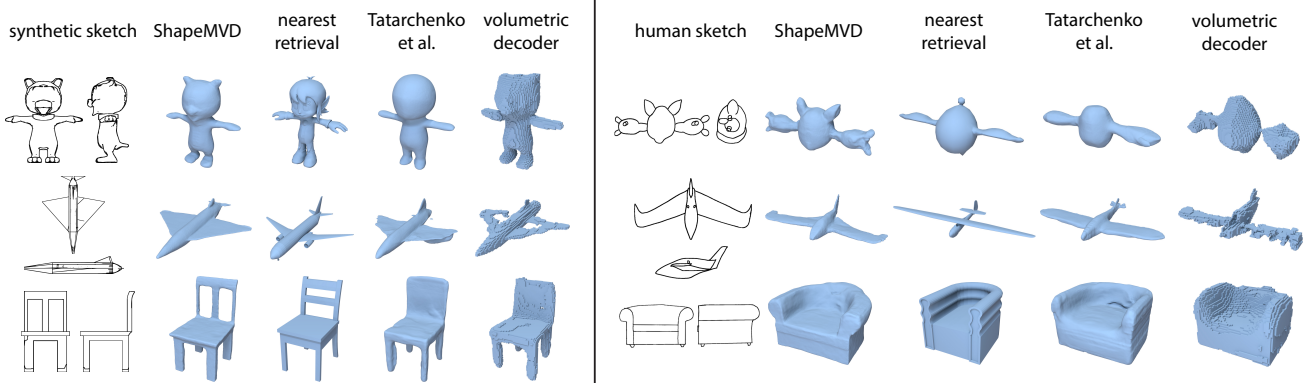 synthetic sketch
ShapeMVD
nearest
retrieval
Tatarchenko
et al.
volumetric
decoder
human sketch
ShapeMVD
nearest
retrieval
Tatarchenko
et al.
volumetric
decoder